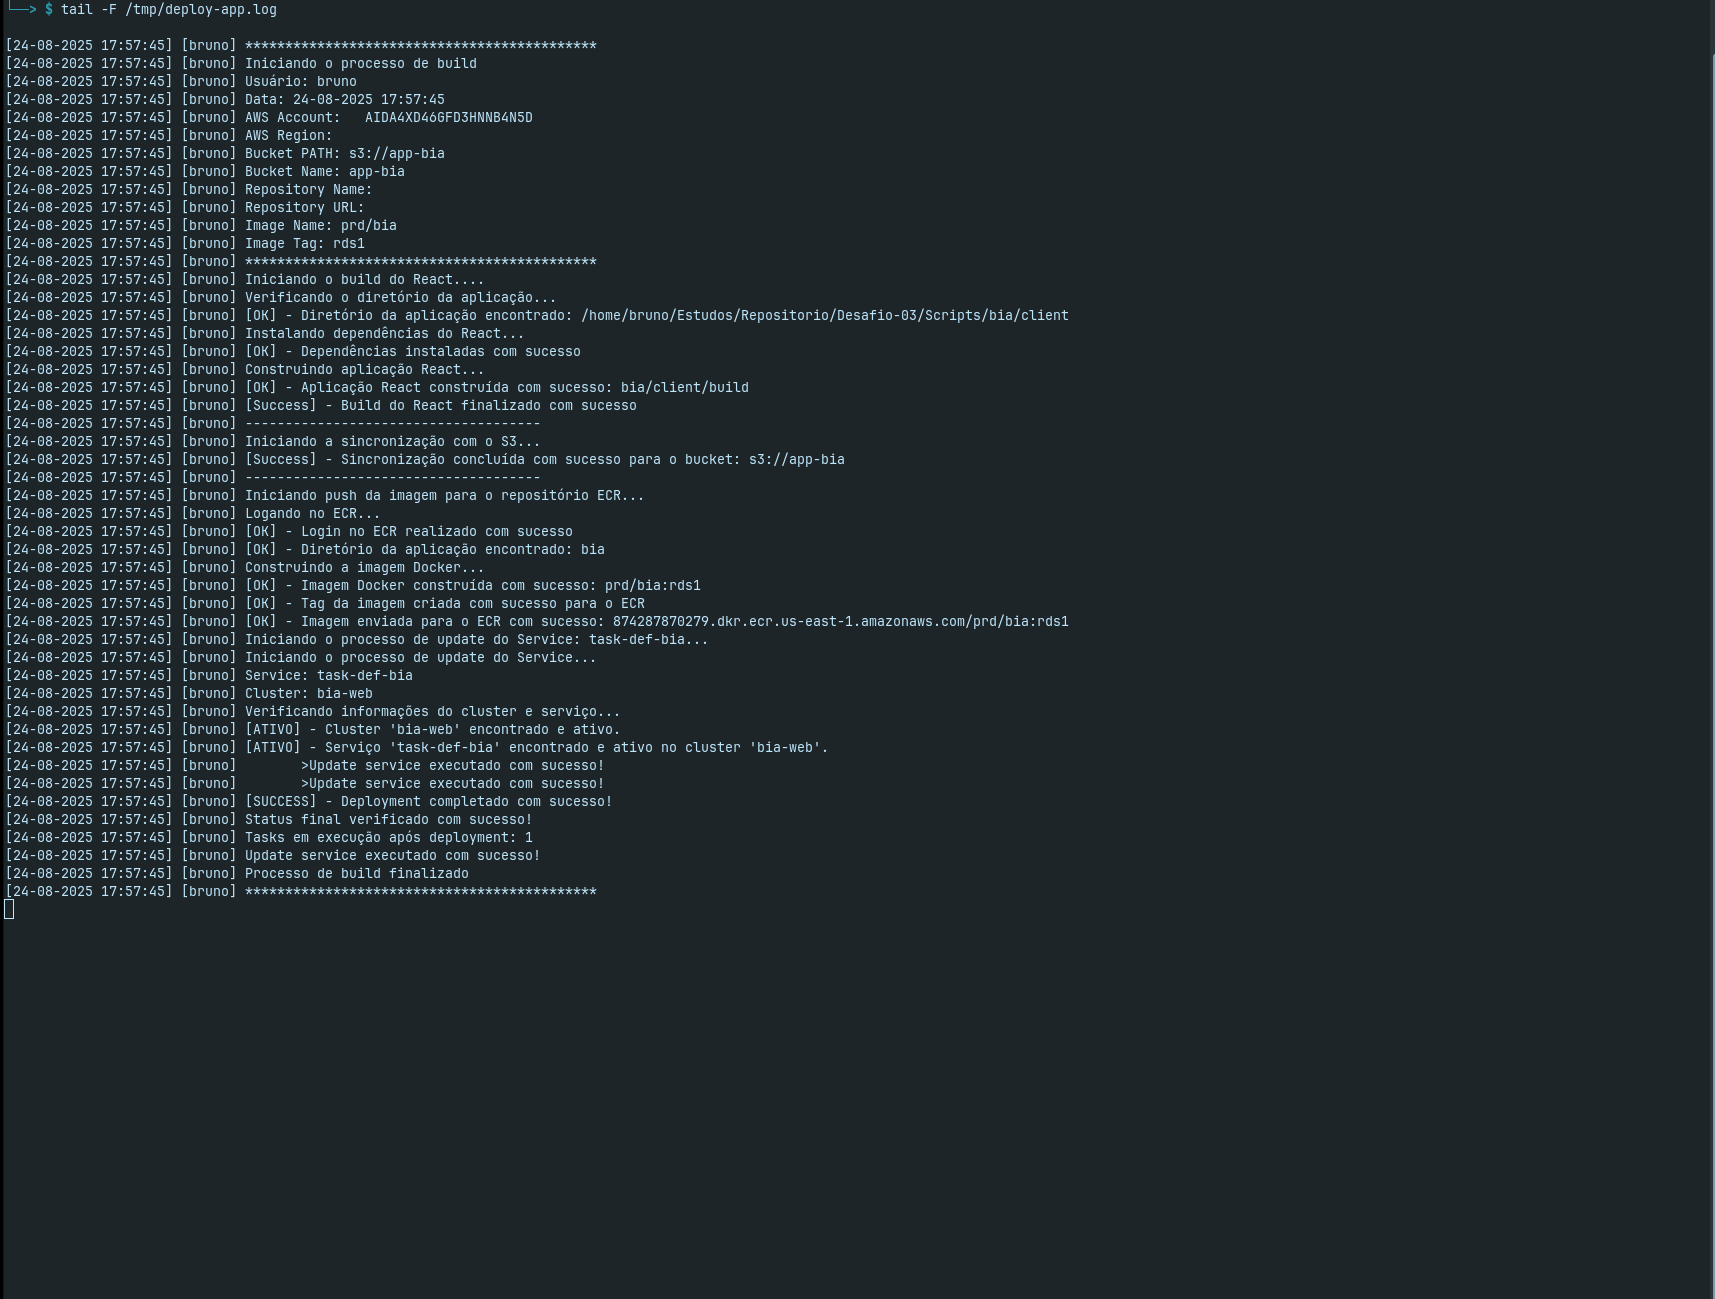 └──> $ tail -F /tmp/deploy-app.log
[24-08-2025 17:57:45] [bruno] ********************************************
[24-08-2025 17:57:45] [bruno] Iniciando o processo de build
[24-08-2025 17:57:45] [bruno] Usuário: bruno
[24-08-2025 17:57:45] [bruno] Data: 24-08-2025 17:57:45
[24-08-2025 17:57:45] [bruno] AWS Account:   AIDA4XD46GFD3HNNB4N5D
[24-08-2025 17:57:45] [bruno] AWS Region:
[24-08-2025 17:57:45] [bruno] Bucket PATH: s3://app-bia
[24-08-2025 17:57:45] [bruno] Bucket Name: app-bia
[24-08-2025 17:57:45] [bruno] Repository Name:
[24-08-2025 17:57:45] [bruno] Repository URL:
[24-08-2025 17:57:45] [bruno] Image Name: prd/bia
[24-08-2025 17:57:45] [bruno] Image Tag: rds1
[24-08-2025 17:57:45] [bruno] ********************************************
[24-08-2025 17:57:45] [bruno] Iniciando o build do React....
[24-08-2025 17:57:45] [bruno] Verificando o diretório da aplicação...
[24-08-2025 17:57:45] [bruno] [OK] - Diretório da aplicação encontrado: /home/bruno/Estudos/Repositorio/Desafio-03/Scripts/bia/client
[24-08-2025 17:57:45] [bruno] Instalando dependências do React...
[24-08-2025 17:57:45] [bruno] [OK] - Dependências instaladas com sucesso
[24-08-2025 17:57:45] [bruno] Construindo aplicação React...
[24-08-2025 17:57:45] [bruno] [OK] - Aplicação React construída com sucesso: bia/client/build
[24-08-2025 17:57:45] [bruno] [Success] - Build do React finalizado com sucesso
[24-08-2025 17:57:45] [bruno] -------------------------------------
[24-08-2025 17:57:45] [bruno] Iniciando a sincronização com o S3...
[24-08-2025 17:57:45] [bruno] [Success] - Sincronização concluída com sucesso para o bucket: s3://app-bia
[24-08-2025 17:57:45] [bruno] -------------------------------------
[24-08-2025 17:57:45] [bruno] Iniciando push da imagem para o repositório ECR...
[24-08-2025 17:57:45] [bruno] Logando no ECR...
[24-08-2025 17:57:45] [bruno] [OK] - Login no ECR realizado com sucesso
[24-08-2025 17:57:45] [bruno] [OK] - Diretório da aplicação encontrado: bia
[24-08-2025 17:57:45] [bruno] Construindo a imagem Docker...
[24-08-2025 17:57:45] [bruno] [OK] - Imagem Docker construída com sucesso: prd/bia:rds1
[24-08-2025 17:57:45] [bruno] [OK] - Tag da imagem criada com sucesso para o ECR
[24-08-2025 17:57:45] [bruno] [OK] - Imagem enviada para o ECR com sucesso: 874287870279.dkr.ecr.us-east-1.amazonaws.com/prd/bia:rds1
[24-08-2025 17:57:45] [bruno] Iniciando o processo de update do Service: task-def-bia...
[24-08-2025 17:57:45] [bruno] Iniciando o processo de update do Service...
[24-08-2025 17:57:45] [bruno] Service: task-def-bia
[24-08-2025 17:57:45] [bruno] Cluster: bia-web
[24-08-2025 17:57:45] [bruno] Verificando informações do cluster e serviço...
[24-08-2025 17:57:45] [bruno] [ATIVO] - Cluster 'bia-web' encontrado e ativo.
[24-08-2025 17:57:45] [bruno] [ATIVO] - Serviço 'task-def-bia' encontrado e ativo no cluster 'bia-web'.
[24-08-2025 17:57:45] [bruno]        >Update service executado com sucesso!
[24-08-2025 17:57:45] [bruno]        >Update service executado com sucesso!
[24-08-2025 17:57:45] [bruno] [SUCCESS] - Deployment completado com sucesso!
[24-08-2025 17:57:45] [bruno] Status final verificado com sucesso!
[24-08-2025 17:57:45] [bruno] Tasks em execução após deployment: 1
[24-08-2025 17:57:45] [bruno] Update service executado com sucesso!
[24-08-2025 17:57:45] [bruno] Processo de build finalizado
[24-08-2025 17:57:45] [bruno] ********************************************